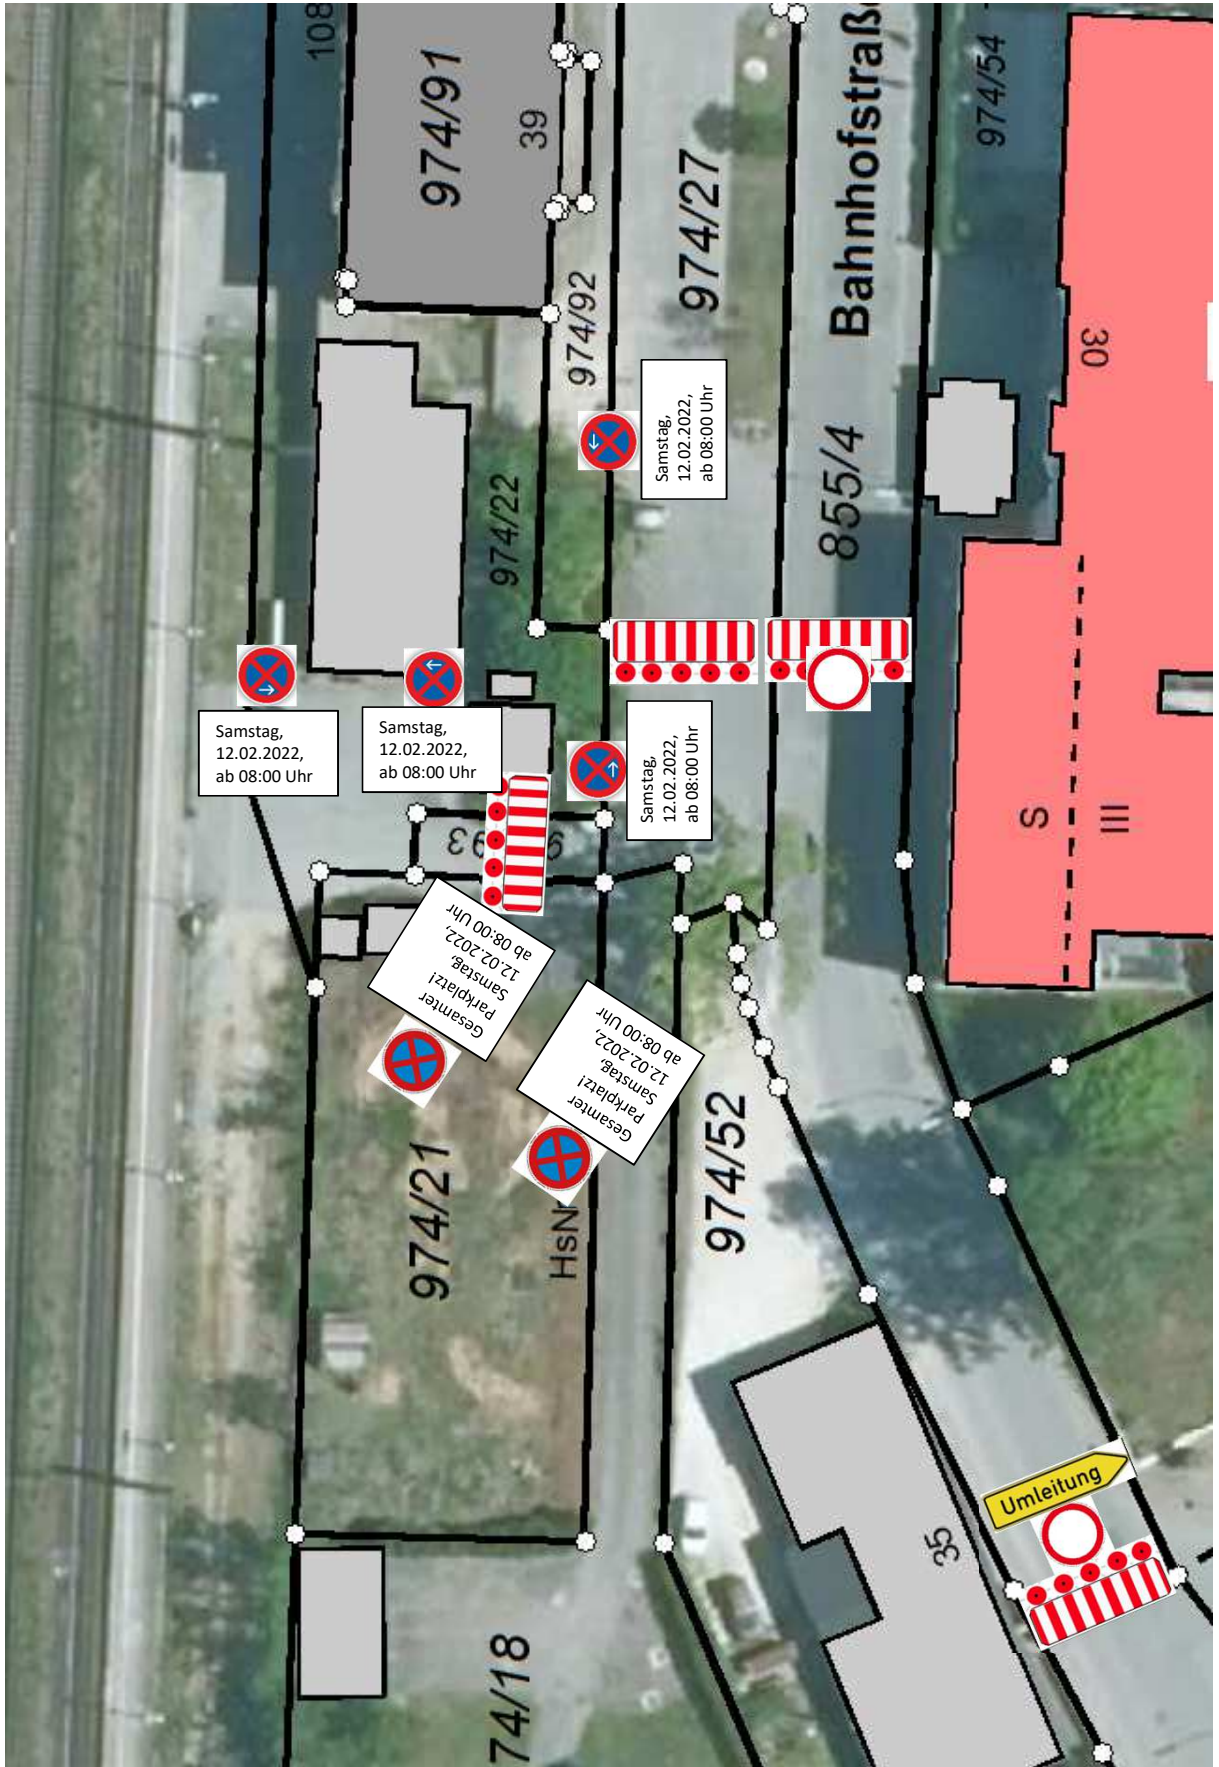 108
974/91
39
974/92
974/27
Bahnhofstraße
974/54
30
974/22
855/4
Samstag,
12.02.2022,
ab 08:00 Uhr
Samstag,
12.02.2022,
ab 08:00 Uhr
Samstag,
12.02.2022,
ab 08:00 Uhr
Samstag,
12.02.2022,
ab 08:00 Uhr
S
III
Gesamter
Parkplatz!
Samstag,
12.02.2022,
ab 08:00 Uhr
Gesamter
Parkplatz!
Samstag,
12.02.2022,
ab 08:00 Uhr
974/21
HsN
974/52
35
Umleitung
74/18